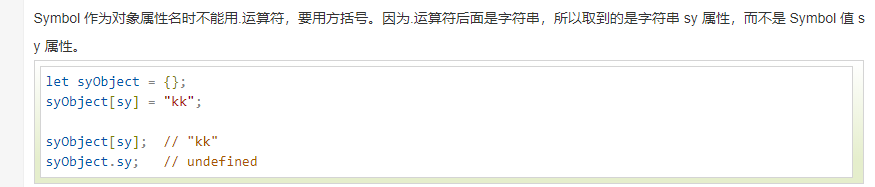 Symbol 作为对象属性名时不能用.运算符，要用方括号。因为.运算符后面是字符串，所以取到的是字符串 sy 属性，而不是 Symbol 值 s
y 属性。
let syObject = {};
syObject[sy] = "kk";
syObject[sy];  // "kk"
syObject.sy;   // undefined